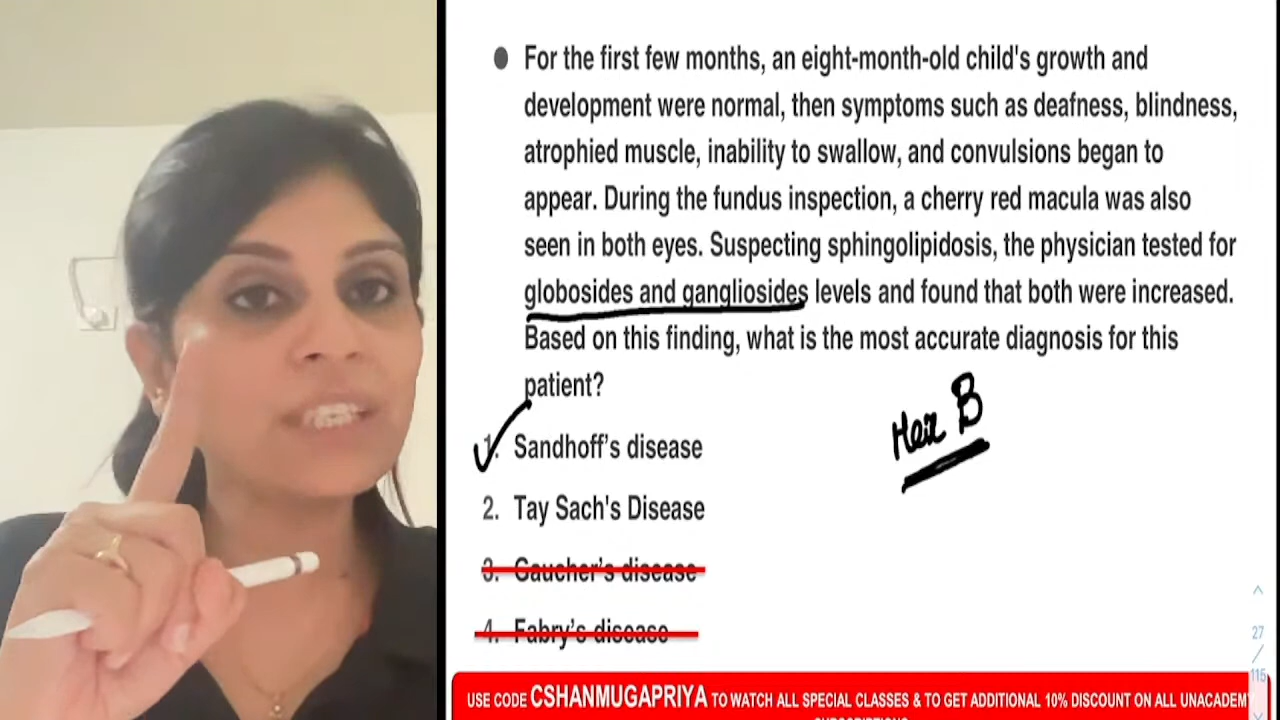 ● For the first few months, an eight-month-old child's growth and
development were normal, then symptoms such as deafness, blindness,
atrophied muscle, inability to swallow, and convulsions began to
appear. During the fundus inspection, a cherry red macula was also
seen in both eyes. Suspecting sphingolipidosis, the physician tested for
globosides and gangliosides levels and found that both were increased.
Based on this finding, what is the most accurate diagnosis for this
patient?
Hex B
1. Sandhoff’s disease
2. Tay Sach's Disease
3. Gaucher’s disease
4. Fabry’s disease
27
/
115
USE CODE CSHANMUGAPRIYA TO WATCH ALL SPECIAL CLASSES & TO GET ADDITIONAL 10% DISCOUNT ON ALL UNACADEMY